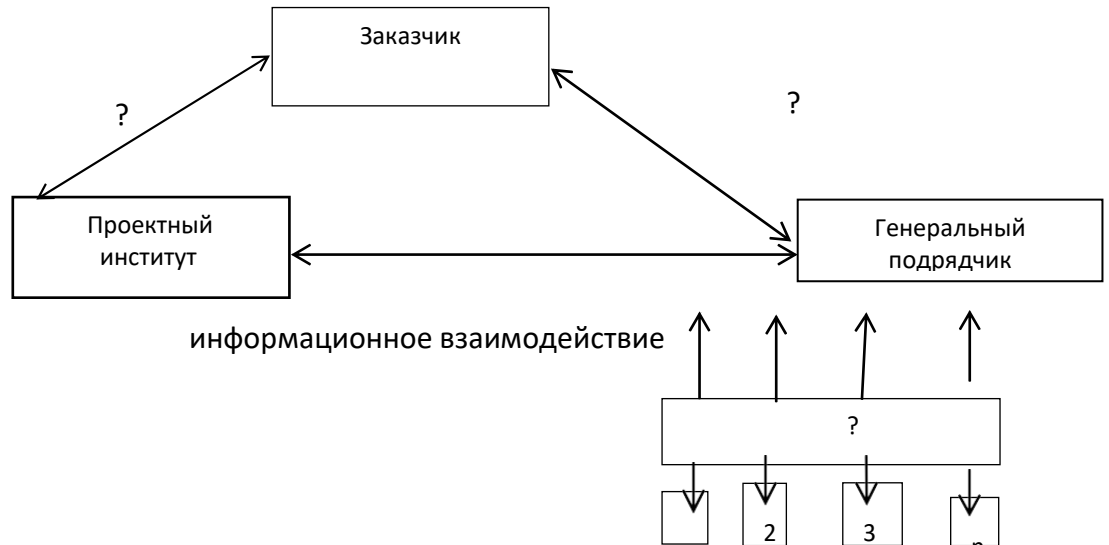 Заказчик
?
?
Проектный
институт
Генеральный
подрядчик
информационное взаимодействие
?
2
3
n